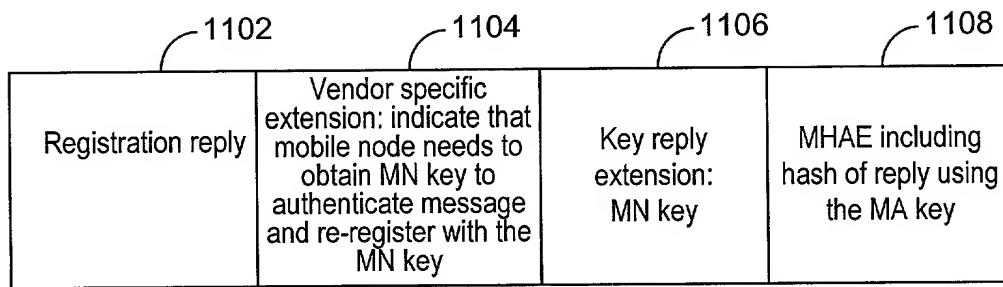 1102
1104
1106
1108
Registration reply
Vendor specific
extension: indicate that
mobile node needs to
obtain MN key to
authenticate message
and re-register with the
MN key
Key reply
extension:
MN key
MHAE including
hash of reply using
the MA key